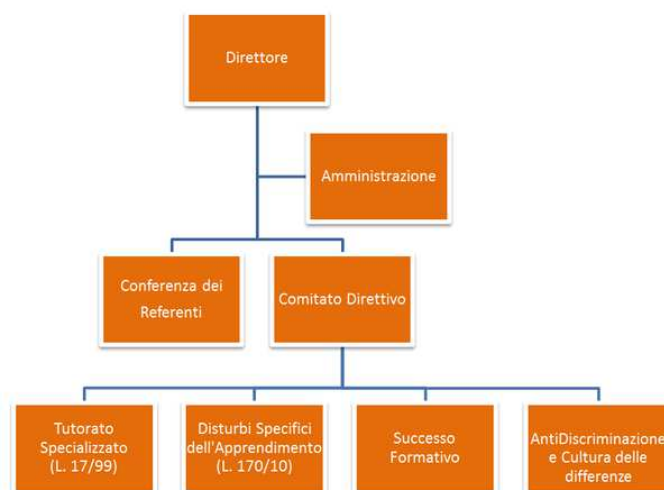 Direttore
Amministrazione
Conferenza dei
Referenti
Comitato Direttivo
Tutorato
Specializzato
(L. 17/99)
Disturbi Specifici
dell'Apprendimento
(L. 170/10)
Successo
Formativo
AntiDiscriminazione
e Cultura delle
differenze